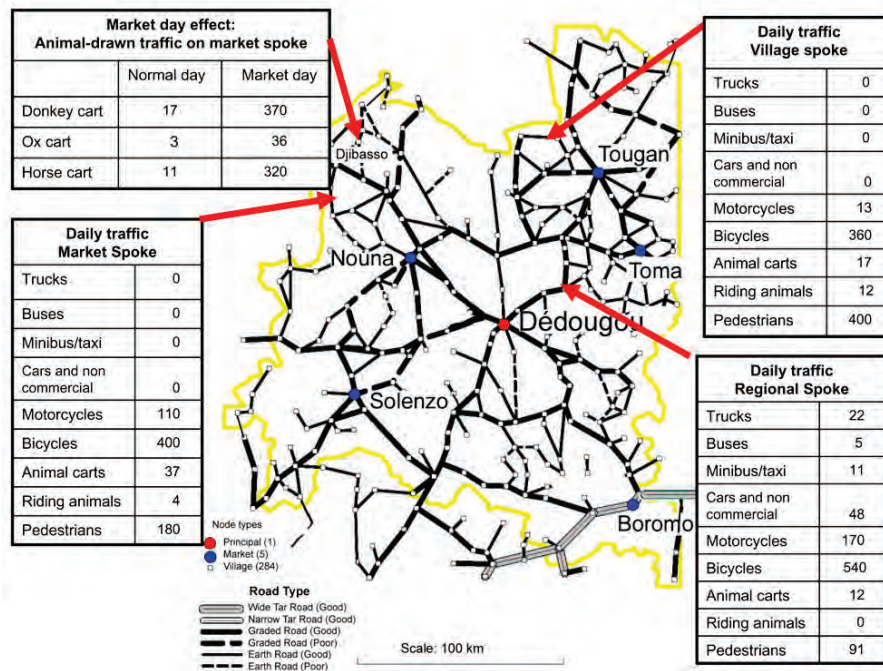 Market day effect:
Animal-drawn traffic on market spoke
Normal day Market day
Donkey cart 17 370
Ox cart 3 36
Horse cart 11 320
Daily traffic
Market Spoke
Trucks 0
Buses 0
Minibus/taxi 0
Cars and non
commercial 0
Motorcycles 110
Bicycles 400
Animal carts 37
Riding animals 4
Pedestrians 180
Daily traffic
Village spoke
Trucks 0
Buses 0
Minibus/taxi 0
Cars and non
commercial 0
Motorcycles 13
Bicycles 360
Animal carts 17
Riding animals 12
Pedestrians 400
Daily traffic
Regional Spoke
Trucks 22
Buses 5
Minibus/taxi 11
Cars and non
commercial 48
Motorcycles 170
Bicycles 540
Animal carts 12
Riding animals 0
Pedestrians 91
Djibasso
Tougan
Nouna
Toma
Dédougou
Solenzo
Boromo
Node types
Principal (1)
Market (5)
Village (284)
Road Type
Wide Tar Road (Good)
Narrow Tar Road (Good)
Graded Road (Good)
Graded Road (Poor)
Earth Road (Good)
Earth Road (Poor)
Scale: 100 km